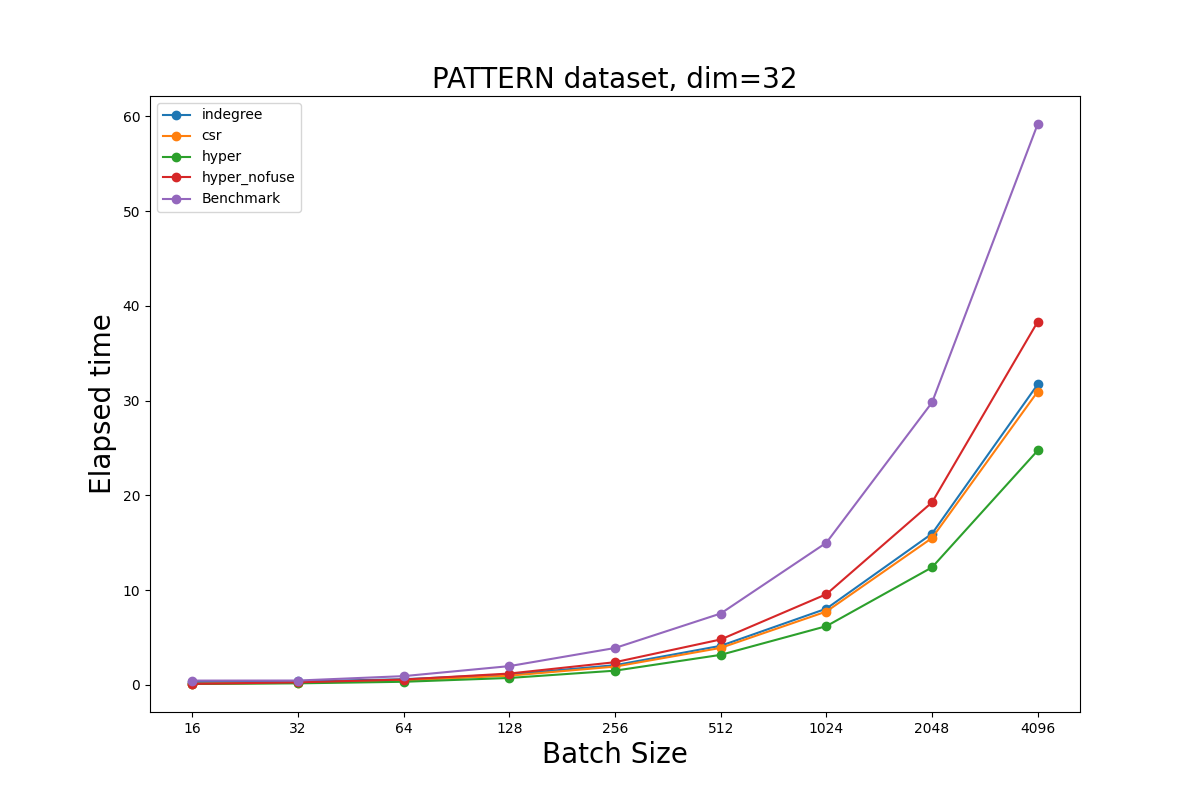 PATTERN dataset, dim=32
indegree
csr
hyper
hyper_nofuse
Benchmark
Elapsed time
60
50
40
30
20
10
0
16 32 64 128 256 512 1024 2048 4096
Batch Size